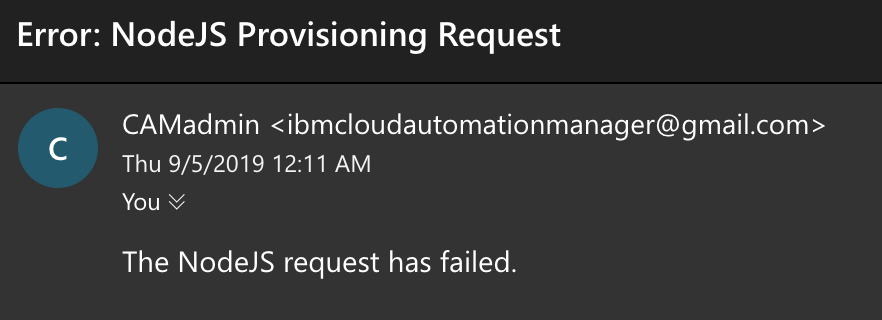 Error: NodeJS Provisioning Request
C
CAMadmin <ibmcloudautomationmanager@gmail.com>
Thu 9/5/2019 12:11 AM
You
The NodeJS request has failed.